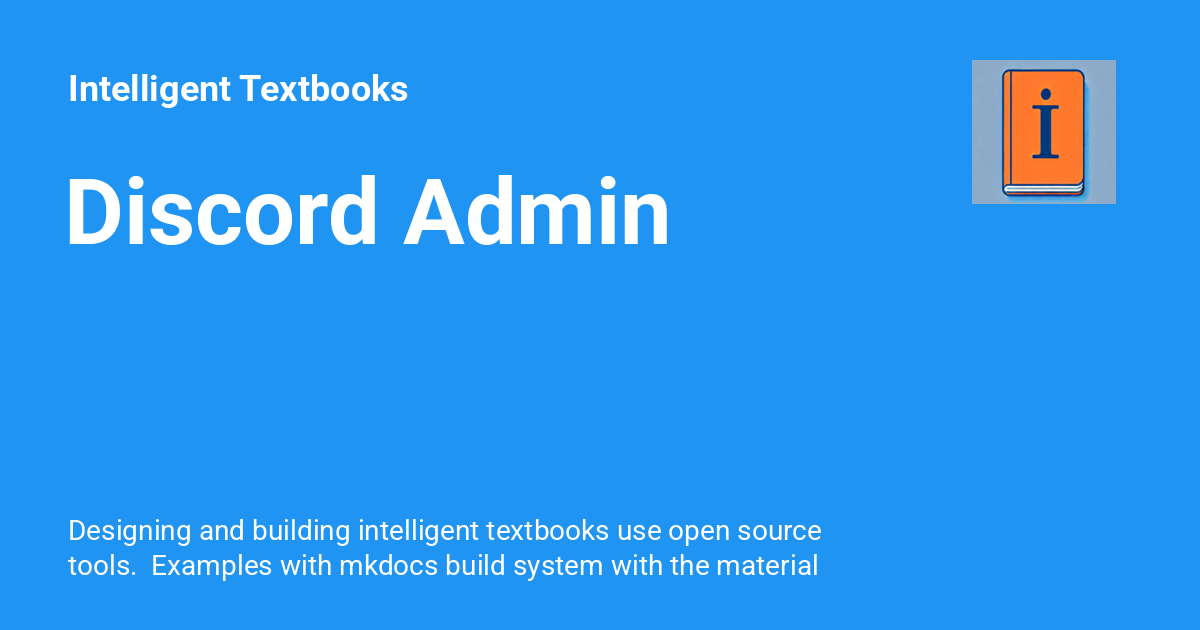 Intelligent Textbooks
i
Discord Admin
Designing and building intelligent textbooks use open source
tools.  Examples with mkdocs build system with the material